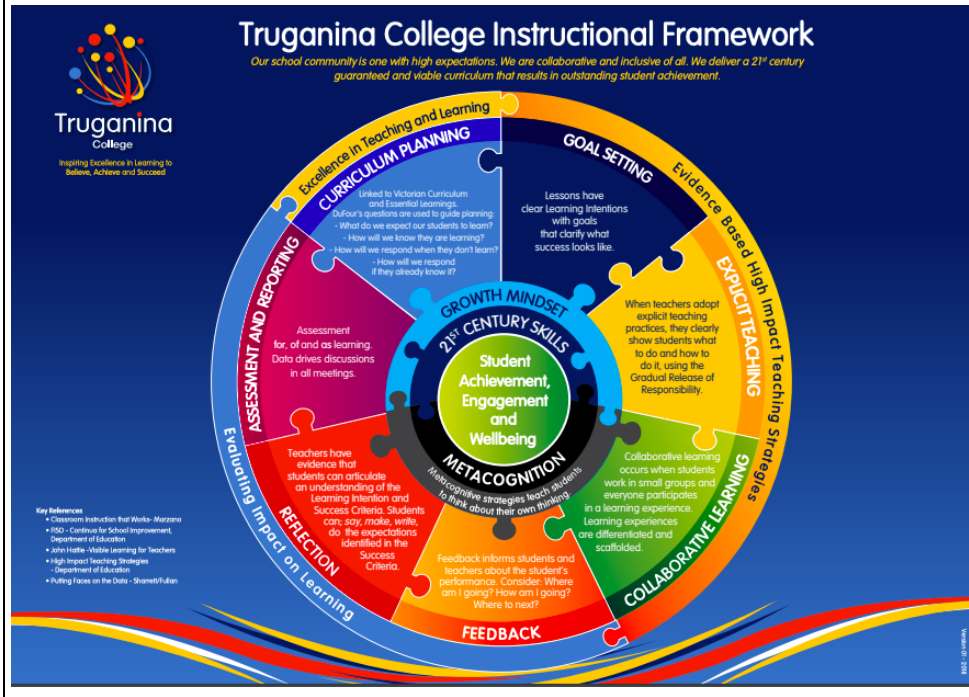 Truganina College Instructional Framework
Our school community is one with high expectations. We are collaborative and inclusive of all. We deliver a 21st century
guaranteed and viable curriculum that results in outstanding student achievement.
Truganina
College
Inspiring Excellence in Learning to
Believe, Achieve and Succeed
Excellence in Teaching and Learning
CURRICULUM PLANNING
Linked to Victorian Curriculum
and Essential Learnings.
DuFour's questions are used to guide planning:
- What do we expect our students to learn?
- How will we know they are learning?
- How will we respond when they don't learn?
- How will we respond
if they already know it?
GOAL SETTING
Lessons have
clear Learning Intentions
with goals
that clarify what
success looks like.
Evidence Based High Impact Teaching Strategies
EXPLICIT TEACHING
When teachers adopt
explicit teaching
practices, they clearly
show students what
to do and how to
do it, using the
Gradual Release of
Responsibility.
COLLABORATIVE LEARNING
Collaborative learning
occurs when students
work in small groups and
everyone participates
in a learning experience.
Learning experiences
are differentiated and
scaffolded.
FEEDBACK
Feedback informs students and
teachers about the student's
performance. Consider: Where
am I going? How am I going?
Where to next?
Evaluating Impact on Learning
REFLECTION
Teachers have
evidence that
students can articulate
an understanding of the
Learning Intention and
Success Criteria. Students
can; say, make, write,
do the expectations
identified in the
Success
Criteria.
ASSESSMENT AND REPORTING
Assessment
for, of and as learning.
Data drives discussions
in all meetings.
GROWTH MINDSET
21ST CENTURY SKILLS
Student
Achievement,
Engagement
and
Wellbeing
METACOGNITION
Metacognitive strategies teach students
to think about their own thinking.
Key References
• Classroom Instruction that Works- Marzano
• FISO - Continua for School Improvement,
Department of Education
• John Hattie -Visible Learning for Teachers
• High Impact Teaching Strategies
- Department of Education
• Putting Faces on the Data - Sharrett/Fullan
Version 01 - 2018